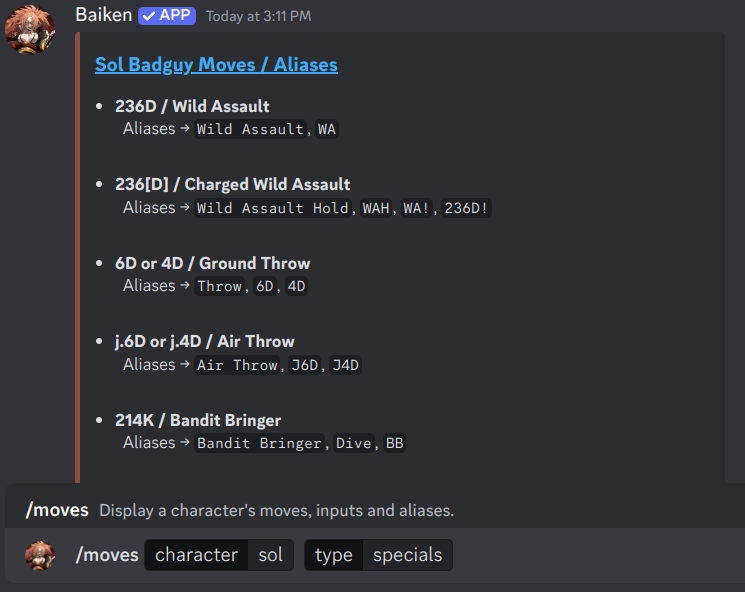 Baiken ✓ APP Today at 3:11 PM
Sol Badguy Moves / Aliases
• 236D / Wild Assault
Aliases → Wild Assault, WA
• 236[D] / Charged Wild Assault
Aliases → Wild Assault Hold, WAH, WA!, 236D!
• 6D or 4D / Ground Throw
Aliases → Throw, 6D, 4D
• j.6D or j.4D / Air Throw
Aliases → Air Throw, J6D, J4D
• 214K / Bandit Bringer
Aliases → Bandit Bringer, Dive, BB
/moves Display a character's moves, inputs and aliases.
/moves character sol type specials